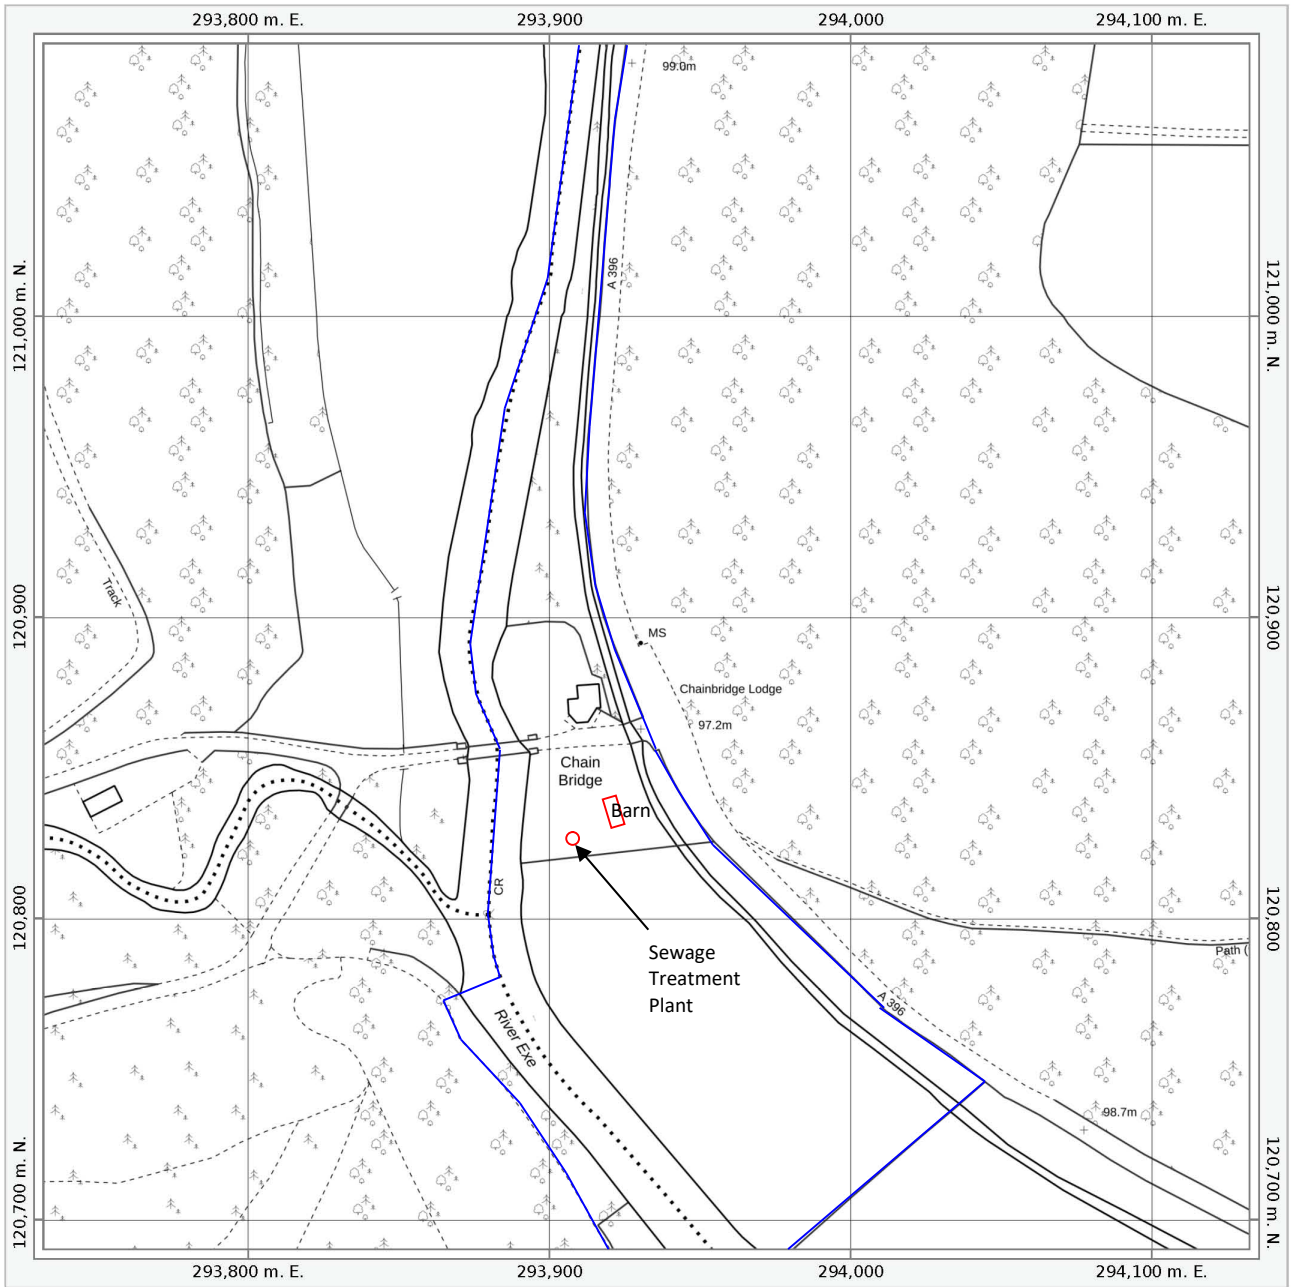 293,800 m. E.
293,900
294,000
294,100 m. E.
99.0m
A 396
121,000 m. N.
121,000 m. N.
Track
120,900
120,900
MS
Chainbridge Lodge
97.2m
Chain
Bridge
Barn
CR
120,800
120,800
Sewage
Treatment
Plant
Path (
A 396
River Exe
98.7m
120,700 m. N.
120,700 m. N.
293,800 m. E.
293,900
294,000
294,100 m. E.